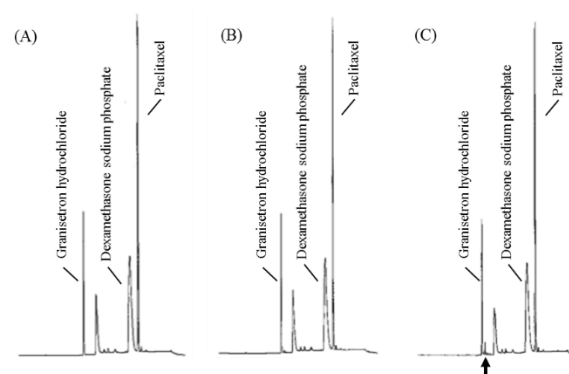 (A)
Granisetron hydrochloride
Dexamethasone sodium phosphate
Paclitaxel
(B)
Granisetron hydrochloride
Dexamethasone sodium phosphate
Paclitaxel
(C)
Granisetron hydrochloride
Dexamethasone sodium phosphate
Paclitaxel